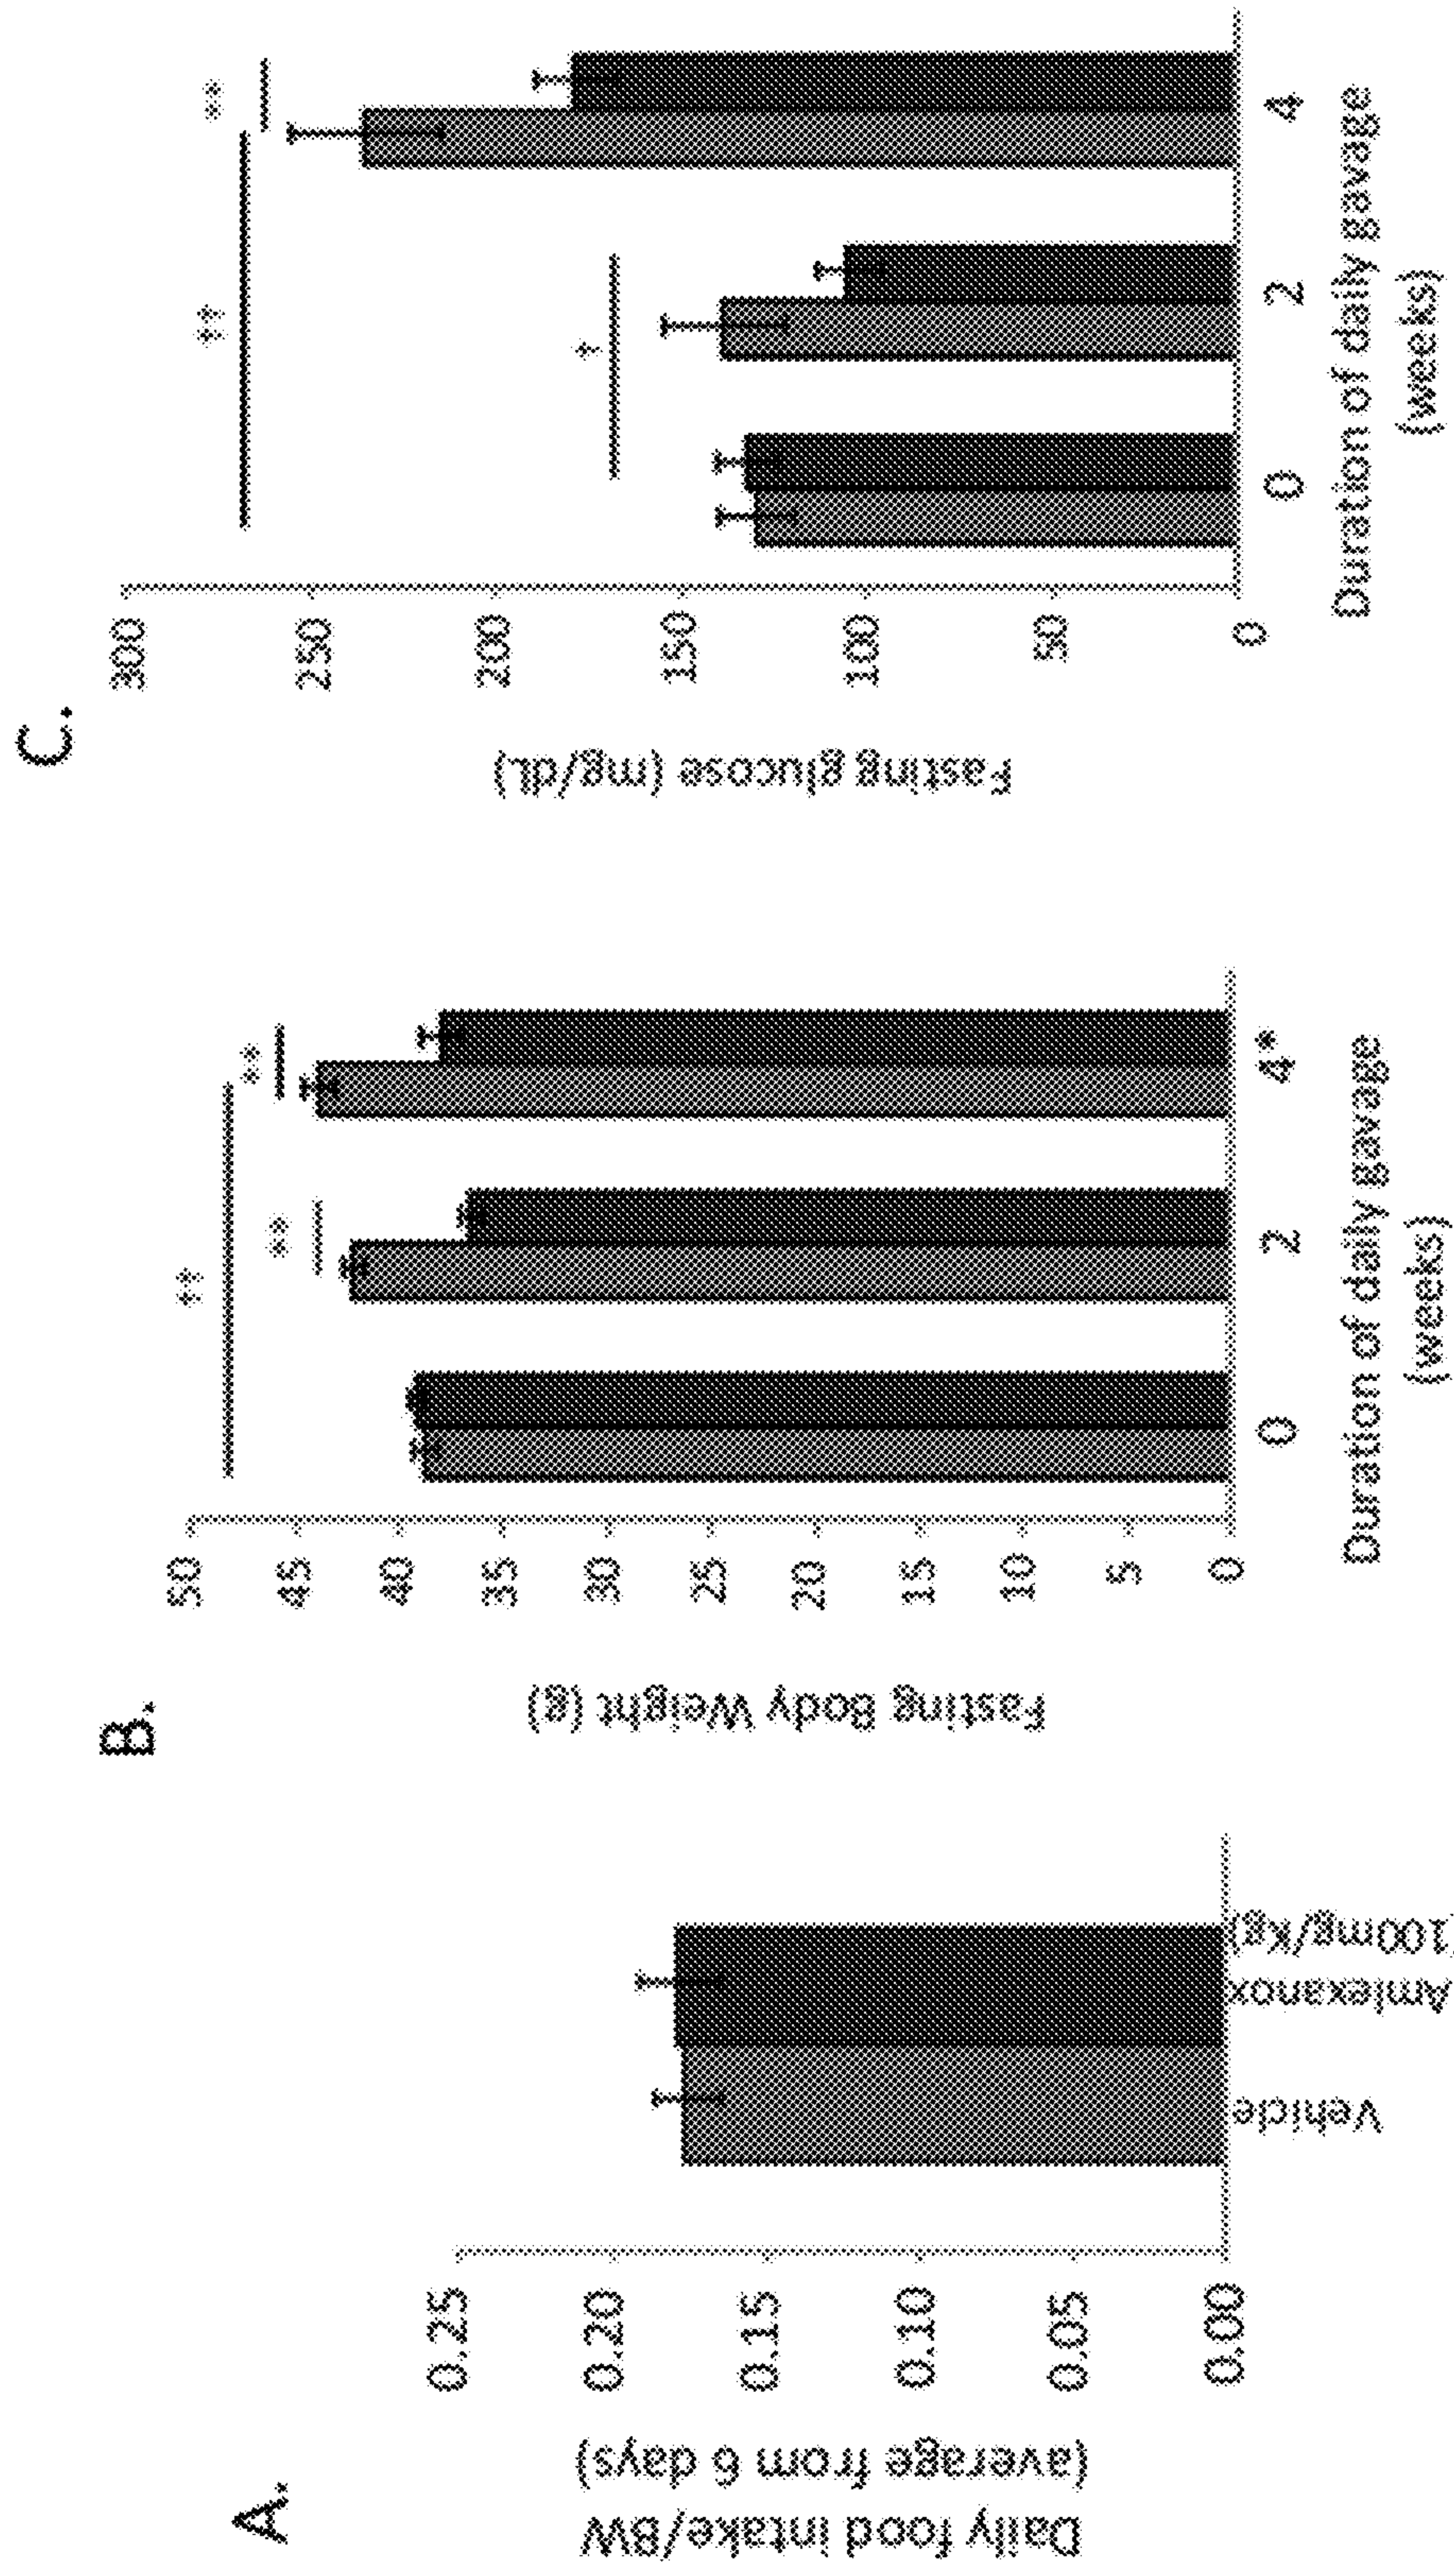 A.
Daily food intake/BW
(average from 6 days)
0.25
0.20
0.15
0.10
0.05
0.00
Vehicle
Amlexanox
(100mg/kg)
B.
Fasting Body Weight (g)
50
45
40
35
30
25
20
15
10
5
0
††
**
**
0 2 4*
Duration of daily gavage
(weeks)
C.
Fasting glucose (mg/dL)
300
250
200
150
100
50
0
††
**
†
0 2 4
Duration of daily gavage
(weeks)